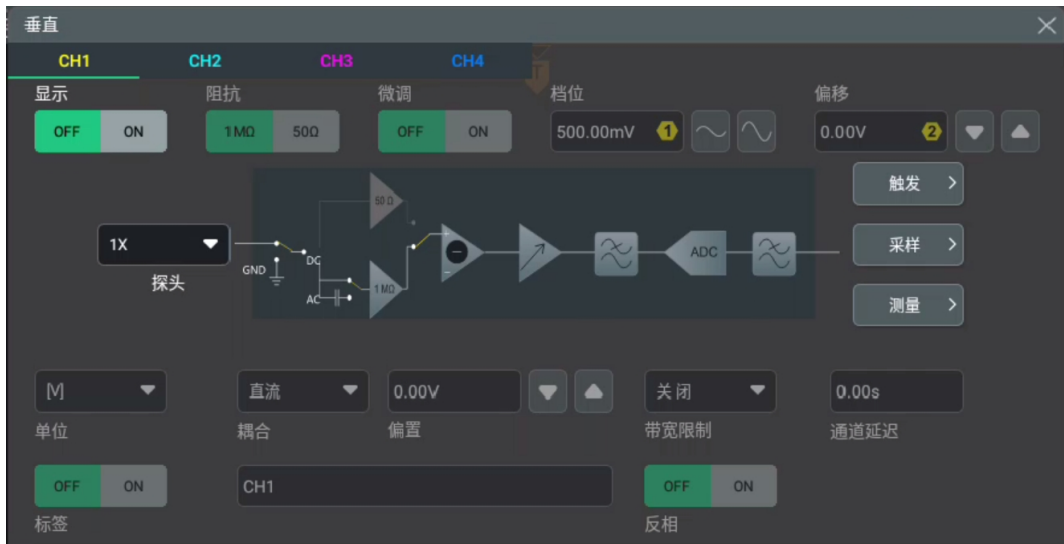 垂直
CH1 CH2 CH3 CH4
T
显示 阻抗 微调 档位 偏移
OFF ON 1MΩ 50Ω OFF ON 500.00mV 1 0.00V 2
触发
50 Ω
1X 采样
DC ADC
GND
探头
1 MΩ
AC
测量
[V] 直流 0.00V 关闭 0.00s
单位 耦合 偏置 带宽限制 通道延迟
OFF ON CH1 OFF ON
标签 反相